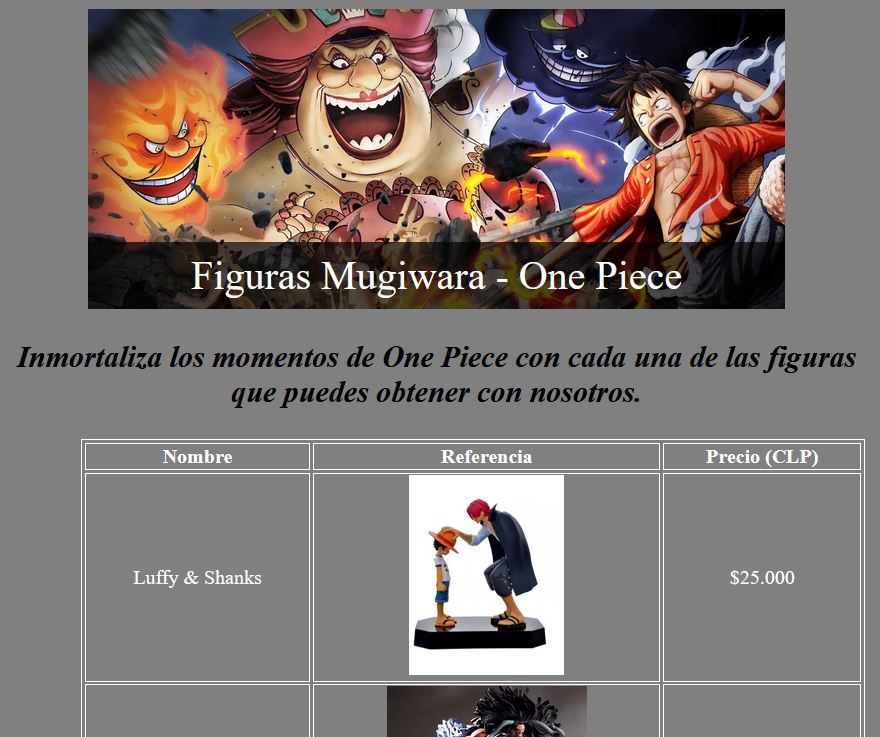 Figuras Mugiwara - One Piece
Inmortaliza los momentos de One Piece con cada una de las figuras
que puedes obtener con nosotros.
Nombre Referencia Precio (CLP)
Luffy & Shanks $25.000